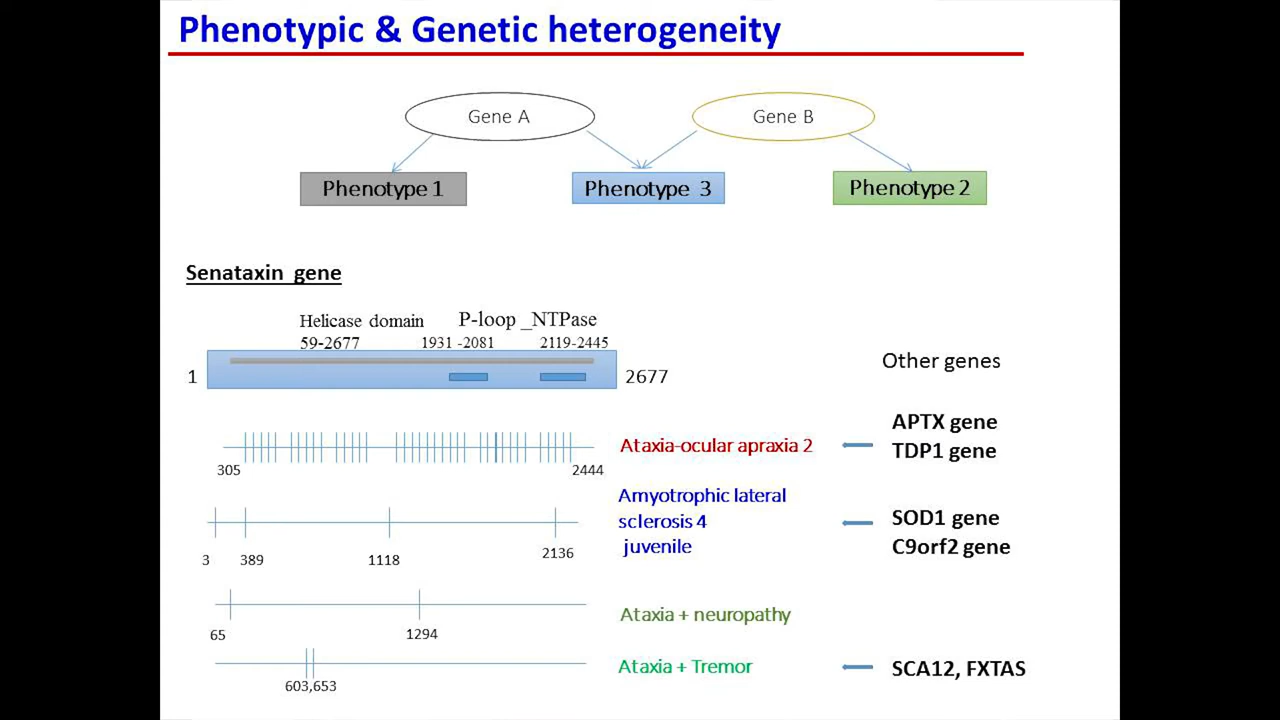 Phenotypic & Genetic heterogeneity
Gene A
Gene B
Phenotype 1
Phenotype 3
Phenotype 2
Senataxin gene
Helicase domain
P-loop _NTPase
59-2677
1931 -2081
2119-2445
1
2677
Other genes
305
2444
Ataxia-ocular apraxia 2
APTX gene
TDP1 gene
3
389
1118
2136
Amyotrophic lateral
sclerosis 4
juvenile
SOD1 gene
C9orf2 gene
65
1294
Ataxia + neuropathy
603,653
Ataxia + Tremor
SCA12, FXTAS